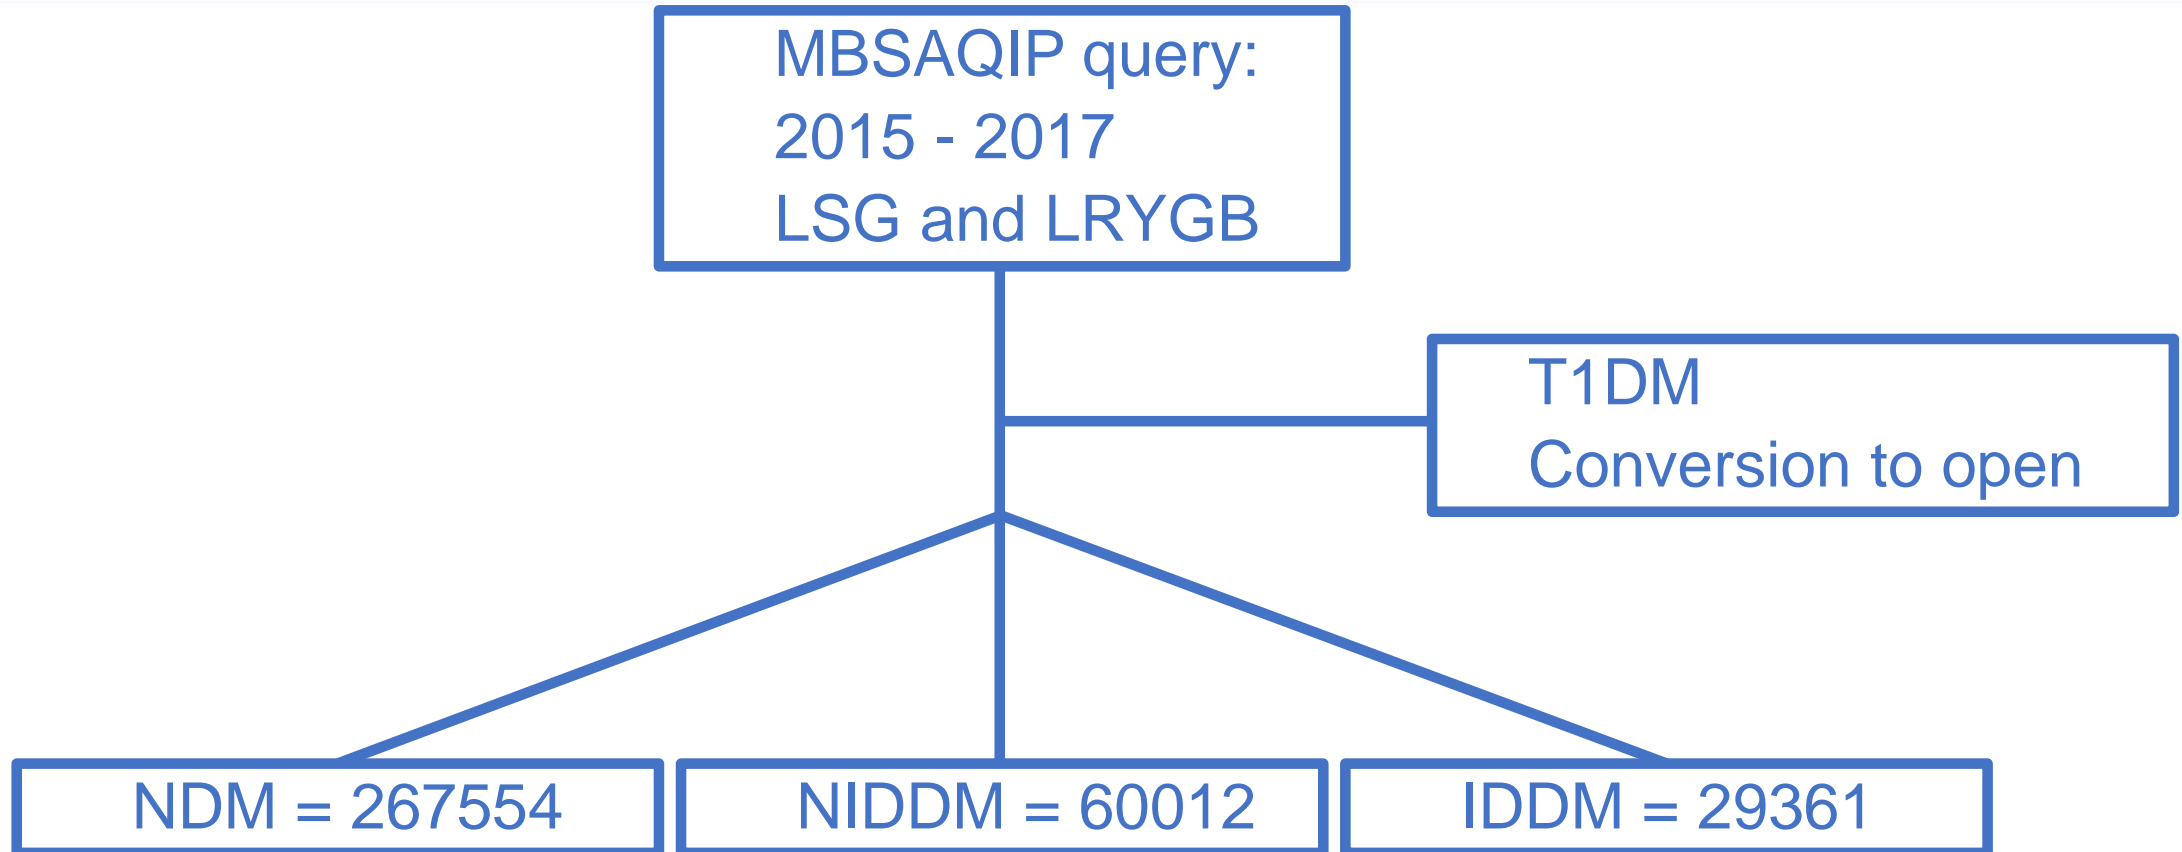 MBSAQIP query:
2015 - 2017
LSG and LRYGB
T1DM
Conversion to open
NDM = 267554
NIDDM = 60012
IDDM = 29361